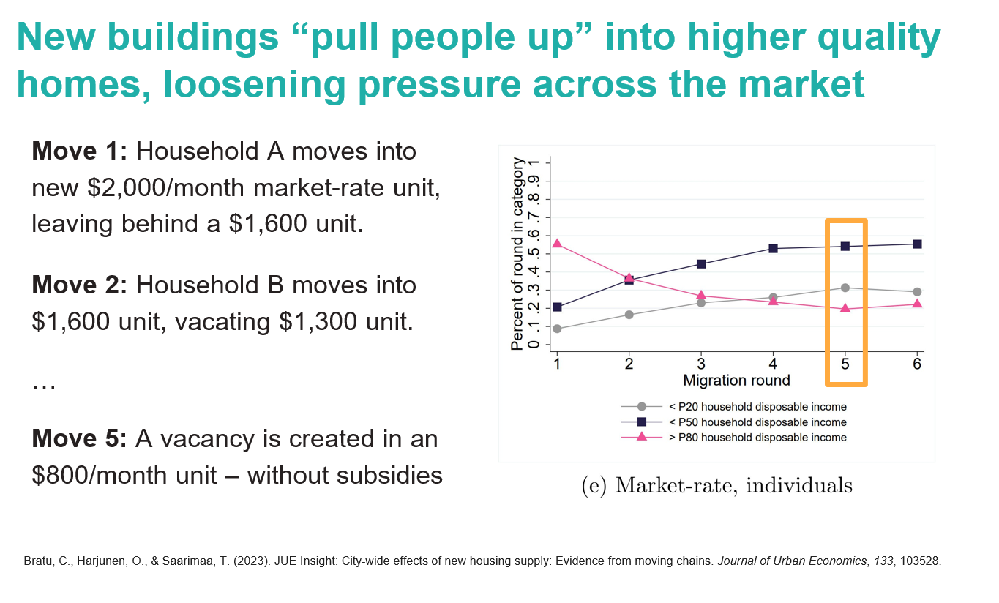 New buildings “pull people up” into higher quality
homes, loosening pressure across the market
Move 1: Household A moves into
new $2,000/month market-rate unit,
leaving behind a $1,600 unit.
Move 2: Household B moves into
$1,600 unit, vacating $1,300 unit.
…
Move 5: A vacancy is created in an
$800/month unit – without subsidies
Percent of round in category
0 .1 .2 .3 .4 .5 .6 .7 .8 .9 1
1 2 3 4 5 6
Migration round
< P20 household disposable income
< P50 household disposable income
> P80 household disposable income
(e) Market-rate, individuals
Bratu, C., Harjunen, O., & Saarimaa, T. (2023). JUE Insight: City-wide effects of new housing supply: Evidence from moving chains. Journal of Urban Economics, 133, 103528.